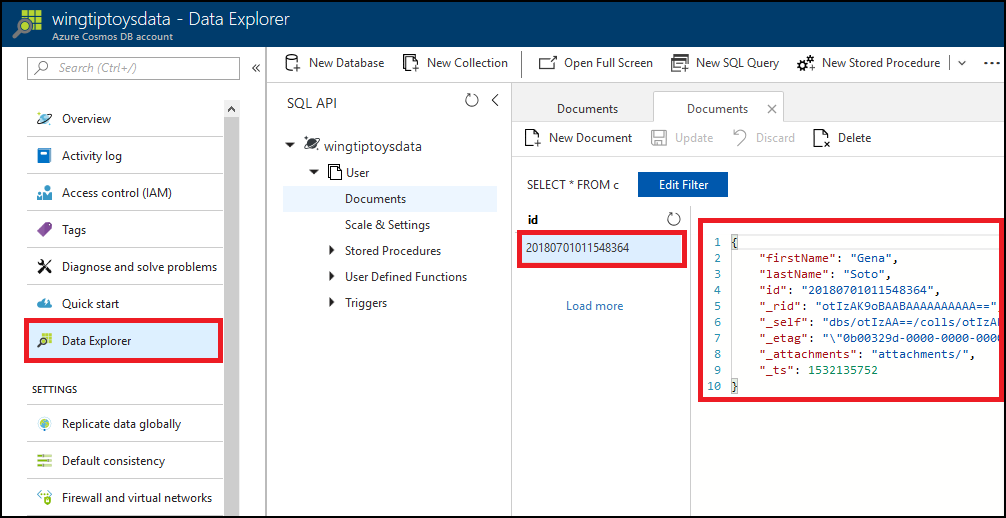 wingtiptoysdata - Data Explorer
Azure Cosmos DB account
Search (Ctrl+/)
Overview
Activity log
Access control (IAM)
Tags
Diagnose and solve problems
Quick start
Data Explorer
SETTINGS
Replicate data globally
Default consistency
Firewall and virtual networks
New Database
New Collection
Open Full Screen
New SQL Query
New Stored Procedure
SQL API
wingtiptoysdata
User
Documents
Scale & Settings
Stored Procedures
User Defined Functions
Triggers
Documents
Documents
New Document
Update
Discard
Delete
SELECT * FROM c
Edit Filter
id
20180701011548364
Load more
1 {
2 "firstName": "Gena",
3 "lastName": "Soto",
4 "id": "20180701011548364",
5 "_rid": "otIzAK9oBAABAAAAAAAAAA==",
6 "_self": "dbs/otIzAA==/colls/otIzA
7 "_etag": "\"0b00329d-0000-0000-0000
8 "_attachments": "attachments/",
9 "_ts": 1532135752
10 }